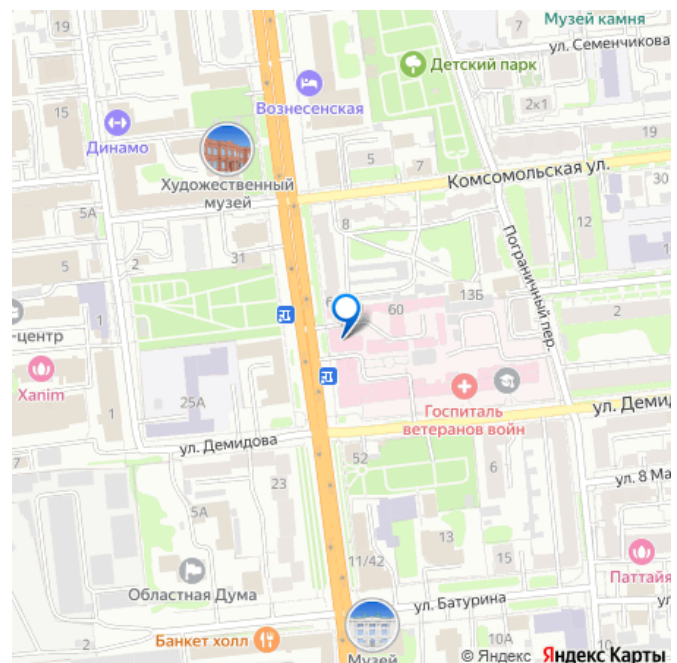 19
7
Музей камня
ул. Семенчикова
Детский парк
15
Вознесенская
2к1
Динамо
19
5
7
Художественный
музей
Комсомольская ул.
30
5А
8
12
Пограничный пер.
5
2
31
13Б
60
2
1
-центр
Xanim
25А
1
Госпиталь
ветеранов войн
ул. Деми
ул. Демидова
7
52
6
23
ул. 8 Ма
5А
11/42
13
15
Паттайя
Областная Дума
ул. Батурина
2
Банкет холл
Музей
10А
© Яндекс Яндекс Карты